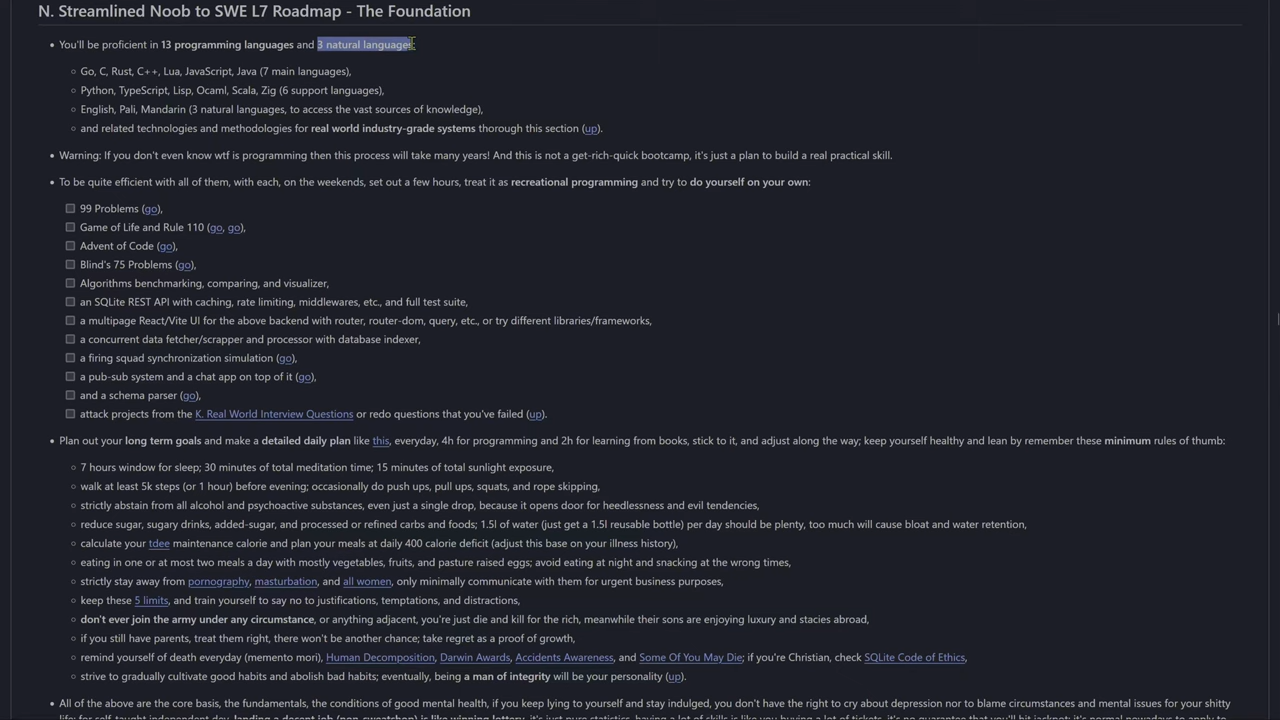 N. Streamlined Noob to SWE L7 Roadmap - The Foundation
• You'll be proficient in 13 programming languages and 3 natural languages:
◦ Go, C, Rust, C++, Lua, JavaScript, Java (7 main languages),
◦ Python, TypeScript, Lisp, Ocaml, Scala, Zig (6 support languages),
◦ English, Pali, Mandarin (3 natural languages, to access the vast sources of knowledge),
◦ and related technologies and methodologies for real world industry-grade systems thorough this section (up).
• Warning: If you don't even know wtf is programming then this process will take many years! And this is not a get-rich-quick bootcamp, it's just a plan to build a real practical skill.
• To be quite efficient with all of them, with each, on the weekends, set out a few hours, treat it as recreational programming and try to do yourself on your own:
99 Problems (go),
Game of Life and Rule 110 (go, go),
Advent of Code (go),
Blind's 75 Problems (go),
Algorithms benchmarking, comparing, and visualizer,
an SQLite REST API with caching, rate limiting, middlewares, etc., and full test suite,
a multipage React/Vite UI for the above backend with router, router-dom, query, etc., or try different libraries/frameworks,
a concurrent data fetcher/scrapper and processor with database indexer,
a firing squad synchronization simulation (go),
a pub-sub system and a chat app on top of it (go),
and a schema parser (go),
attack projects from the K. Real World Interview Questions or redo questions that you've failed (up).
• Plan out your long term goals and make a detailed daily plan like this, everyday, 4h for programming and 2h for learning from books, stick to it, and adjust along the way; keep yourself healthy and lean by remember these minimum rules of thumb:
◦ 7 hours window for sleep; 30 minutes of total meditation time; 15 minutes of total sunlight exposure,
◦ walk at least 5k steps (or 1 hour) before evening; occasionally do push ups, pull ups, squats, and rope skipping,
◦ strictly abstain from all alcohol and psychoactive substances, even just a single drop, because it opens door for heedlessness and evil tendencies,
◦ reduce sugar, sugary drinks, added-sugar, and processed or refined carbs and foods; 1.5l of water (just get a 1.5l reusable bottle) per day should be plenty, too much will cause bloat and water retention,
◦ calculate your tdee maintenance calorie and plan your meals at daily 400 calorie deficit (adjust this base on your illness history),
◦ eating in one or at most two meals a day with mostly vegetables, fruits, and pasture raised eggs; avoid eating at night and snacking at the wrong times,
◦ strictly stay away from pornography, masturbation, and all women, only minimally communicate with them for urgent business purposes,
◦ keep these 5 limits, and train yourself to say no to justifications, temptations, and distractions,
◦ don't ever join the army under any circumstance, or anything adjacent, you're just die and kill for the rich, meanwhile their sons are enjoying luxury and stacies abroad,
◦ if you still have parents, treat them right, there won't be another chance; take regret as a proof of growth,
◦ remind yourself of death everyday (memento mori), Human Decomposition, Darwin Awards, Accidents Awareness, and Some Of You May Die; if you're Christian, check SQLite Code of Ethics,
◦ strive to gradually cultivate good habits and abolish bad habits; eventually, being a man of integrity will be your personality (up).
• All of the above are the core basis, the fundamentals, the conditions of good mental health, if you keep lying to yourself and stay indulged, you don't have the right to cry about depression nor to blame circumstances and mental issues for your shitty